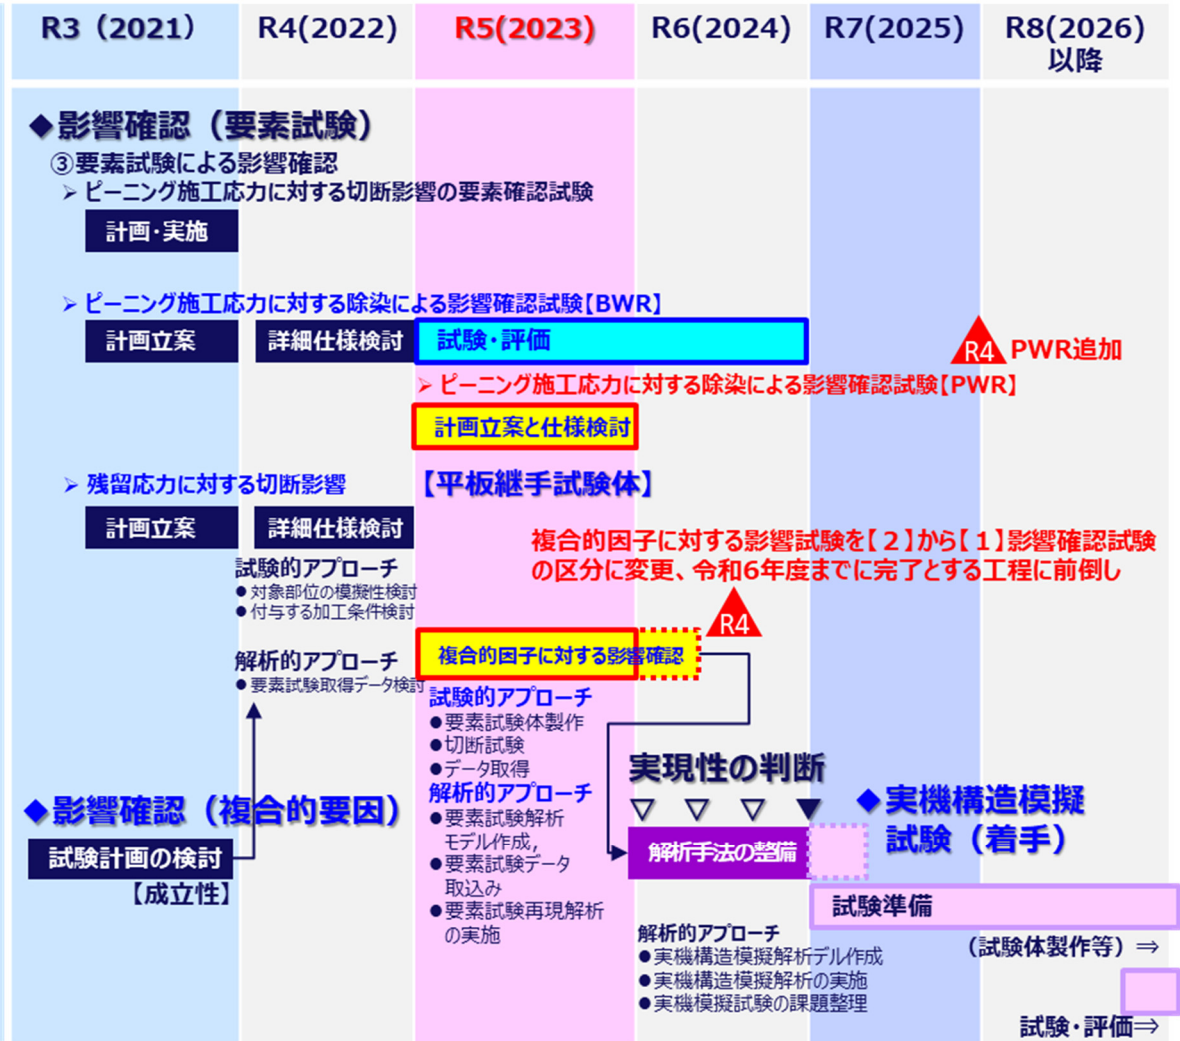 R3（2021）
R4(2022)
R5(2023)
R6(2024)
R7(2025)
R8(2026)
以降
◆影響確認（要素試験）
③要素試験による影響確認
➢ ピーニング施工応力に対する切断影響の要素確認試験
計画・実施
➢ ピーニング施工応力に対する除染による影響確認試験【BWR】
計画立案
詳細仕様検討
試験・評価
R4
PWR追加
➢ ピーニング施工応力に対する除染による影響確認試験【PWR】
計画立案と仕様検討
➢ 残留応力に対する切断影響
【平板継手試験体】
計画立案
詳細仕様検討
複合的因子に対する影響試験を【２】から【１】影響確認試験
の区分に変更、令和6年度までに完了とする工程に前倒し
R4
試験的アプローチ
●対象部位の模擬性検討
●付与する加工条件検討
複合的因子に対する影響確認
解析的アプローチ
●要素試験取得データ検討
試験的アプローチ
●要素試験体製作
●切断試験
●データ取得
解析的アプローチ
●要素試験解析
モデル作成,
●要素試験データ
取込み
●要素試験再現解析
の実施
◆影響確認（複合的要因）
試験計画の検討
【成立性】
実現性の判断
▽ ▽ ▽ ▼
解析手法の整備
◆実機構造模擬
試験（着手）
試験準備
（試験体製作等）⇒
解析的アプローチ
●実機構造模擬解析デル作成
●実機構造模擬解析の実施
●実機模擬試験の課題整理
試験・評価⇒